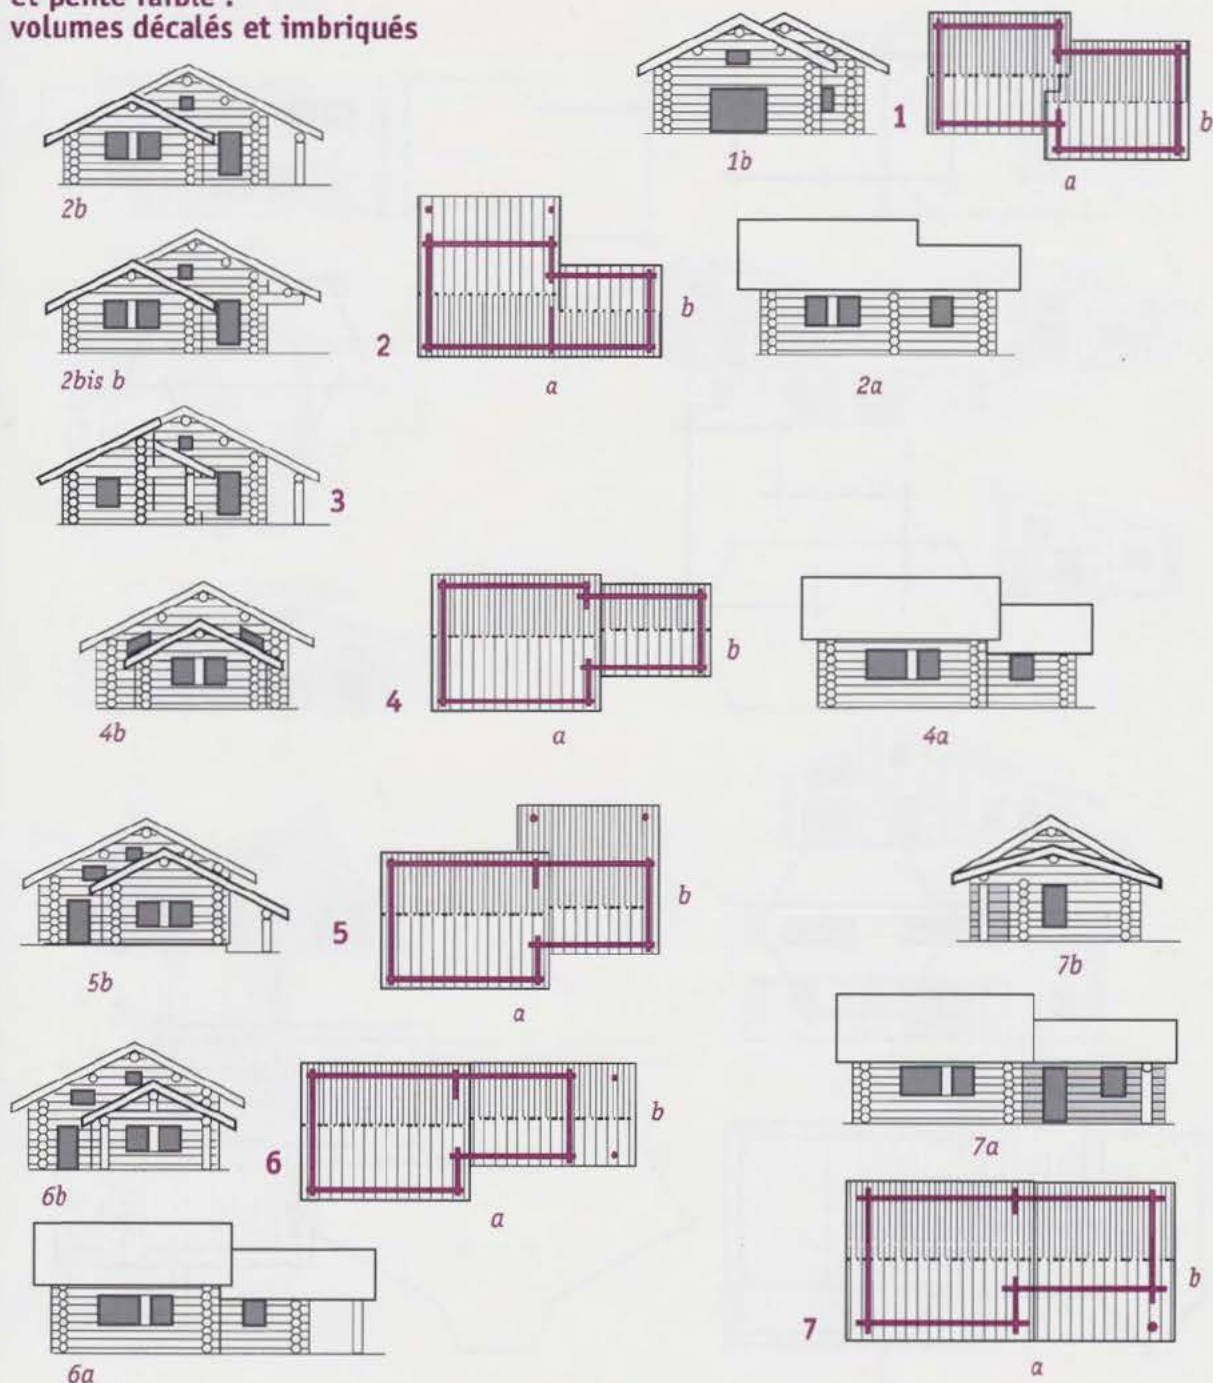 et pente faible :
volumes décalés et imbriqués
1b
1
a
b
2b
2bis b
2
a
b
2a
3
4b
4
a
b
4a
5b
5
a
b
7b
6b
6
a
b
6a
7a
7
a
b